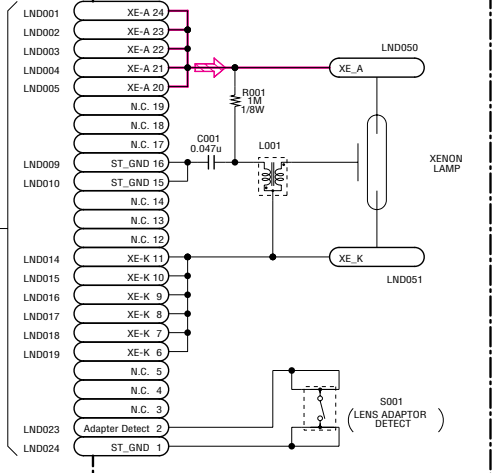 LND001 XE-A 24
LND002 XE-A 23
LND003 XE-A 22
LND004 XE-A 21
LND005 XE-A 20
N.C. 19
N.C. 18
N.C. 17
LND009 ST_GND 16
LND010 ST_GND 15
N.C. 14
N.C. 13
N.C. 12
LND014 XE-K 11
LND015 XE-K 10
LND016 XE-K 9
LND017 XE-K 8
LND018 XE-K 7
LND019 XE-K 6
N.C. 5
N.C. 4
N.C. 3
LND023 Adapter Detect 2
LND024 ST_GND 1
R001
1M
1/8W
C001
0.047u
L001
LND050
XE_A
XENON
LAMP
XE_K
LND051
S001
(LENS ADAPTOR
DETECT)